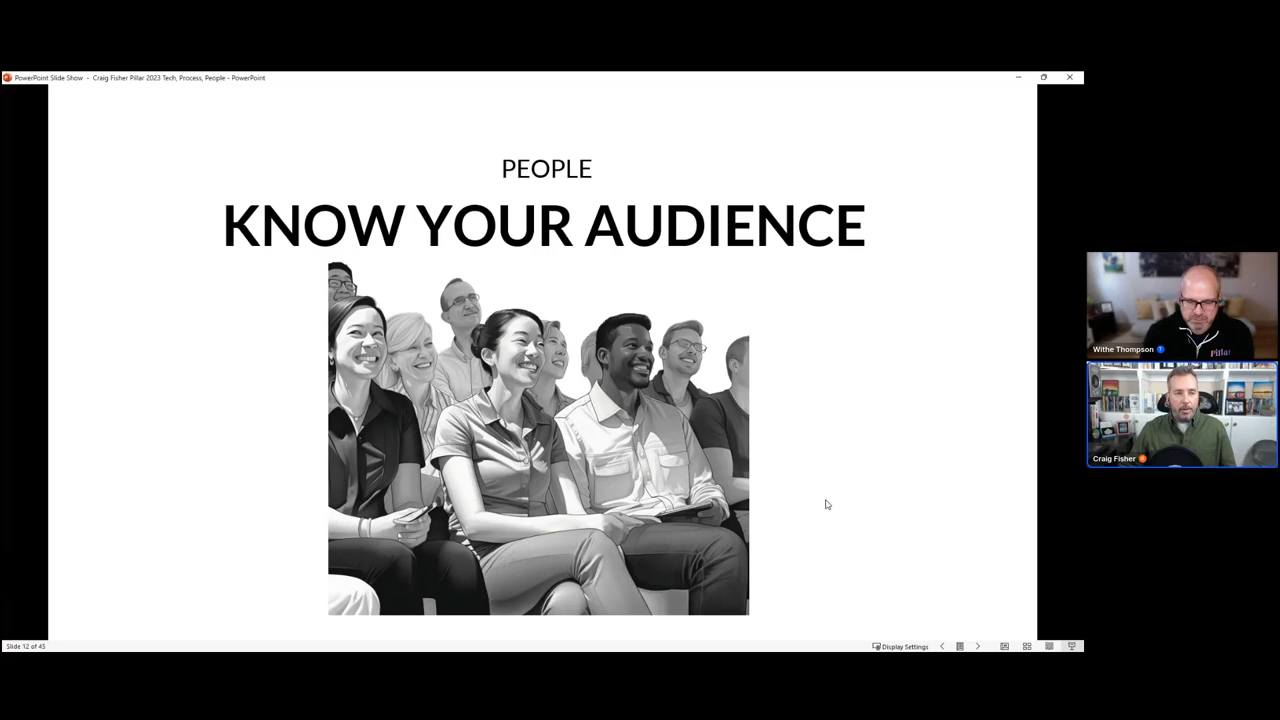 PowerPoint Slide Show - Craig Fisher Pillar 2023 Tech, Process, People - PowerPoint
PEOPLE
KNOW YOUR AUDIENCE
Pillar
Withe Thompson
Craig Fisher
Slide 12 of 45
Display Settings